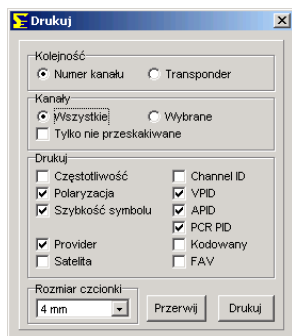 Drukuj
Kolejność
Numer kanału Transponder
Kanały
Wszystkie Wybrane
Tylko nie przeskakiwane
Drukuj
Częstotliwość Channel ID
Polaryzacja VPID
Szybkość symbolu APID
PCR PID
Provider Kodowany
Satelita FAV
Rozmiar czcionki
4 mm Przerwij Drukuj